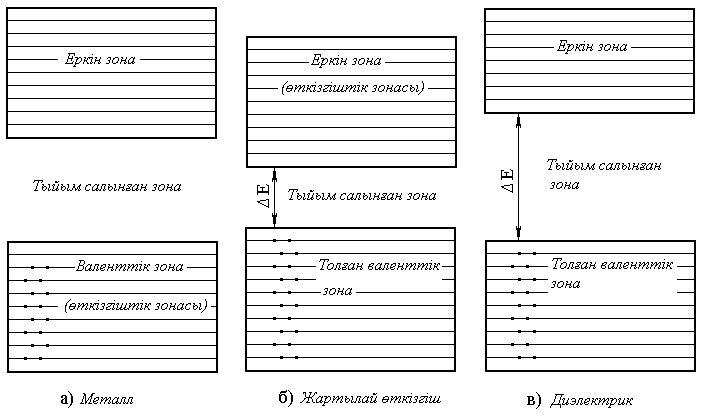 Еркін зона
Тыйым салынған зона
Валенттік зона
(өткізгіштік зонасы)
а) Металл
Еркін зона
(өткізгіштік зонасы)
ΔE
Тыйым салынған зона
Толған валенттік
зона
б) Жартылай өткізгіш
Еркін зона
ΔE
Тыйым салынған
зона
Толған валенттік
зона
в) Диэлектрик